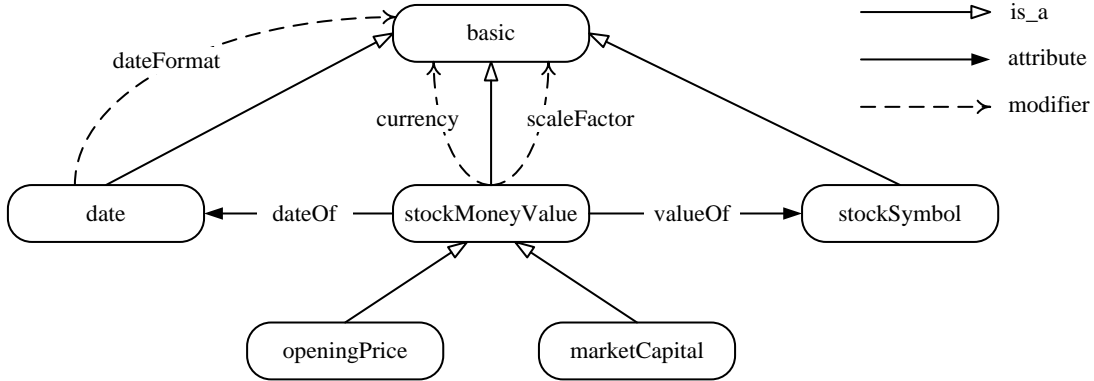 basic
is_a
attribute
modifier
dateFormat
currency
scaleFactor
date
dateOf
stockMoneyValue
valueOf
stockSymbol
openingPrice
marketCapital